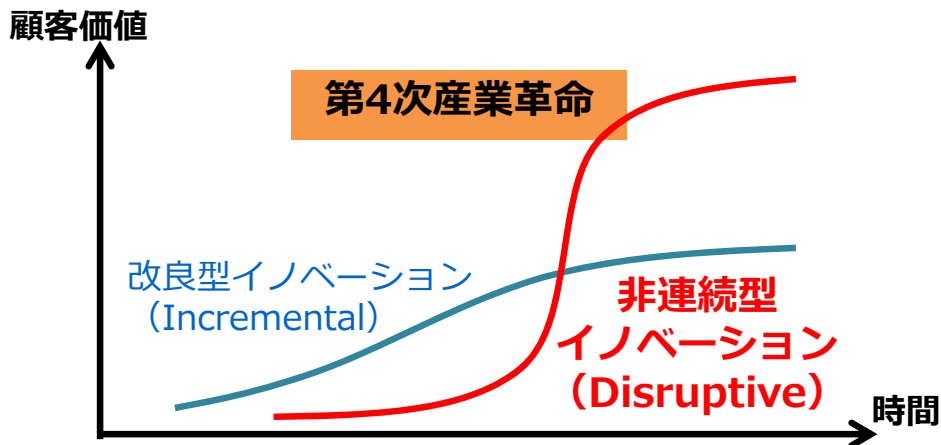 顧客価値
第4次産業革命
改良型イノベーション
（Incremental）
非連続型
イノベーション
（Disruptive）
時間